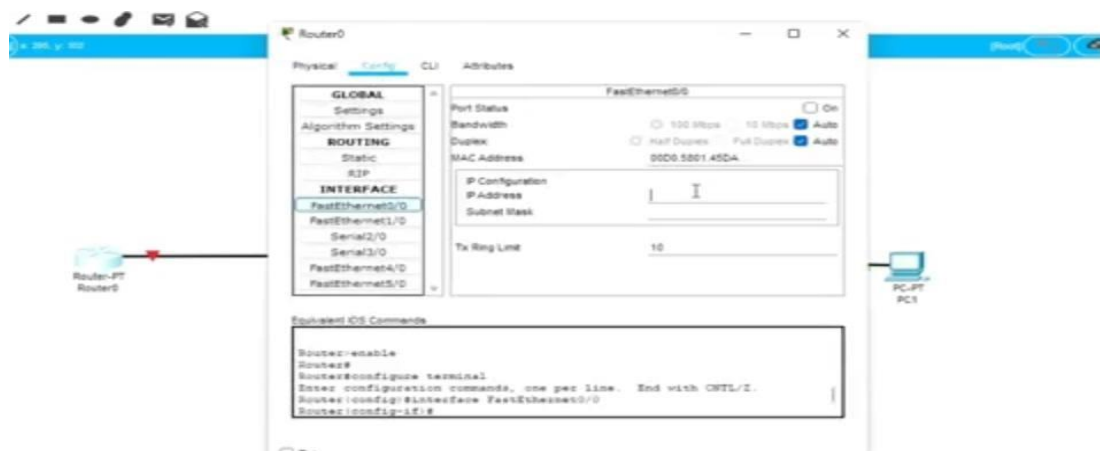 Router0
[Root]
Physical Config CLI Attributes
GLOBAL
Settings
Algorithm Settings
ROUTING
Static
RIP
INTERFACE
FastEthernet0/0
FastEthernet1/0
Serial2/0
Serial3/0
FastEthernet4/0
FastEthernet5/0
FastEthernet0/0
Port Status On
Bandwidth 100 Mbps 10 Mbps Auto
Duplex Half Duplex Full Duplex Auto
MAC Address 00D0.5801.45DA
IP Configuration
IP Address
Subnet Mask
Tx Ring Limit 10
Router-PT
Router0
PC-PT
PC1
Equivalent IOS Commands
Router>enable
Router#
Router#configure terminal
Enter configuration commands, one per line. End with CNTL/Z.
Router(config)#interface FastEthernet0/0
Router(config-if)#